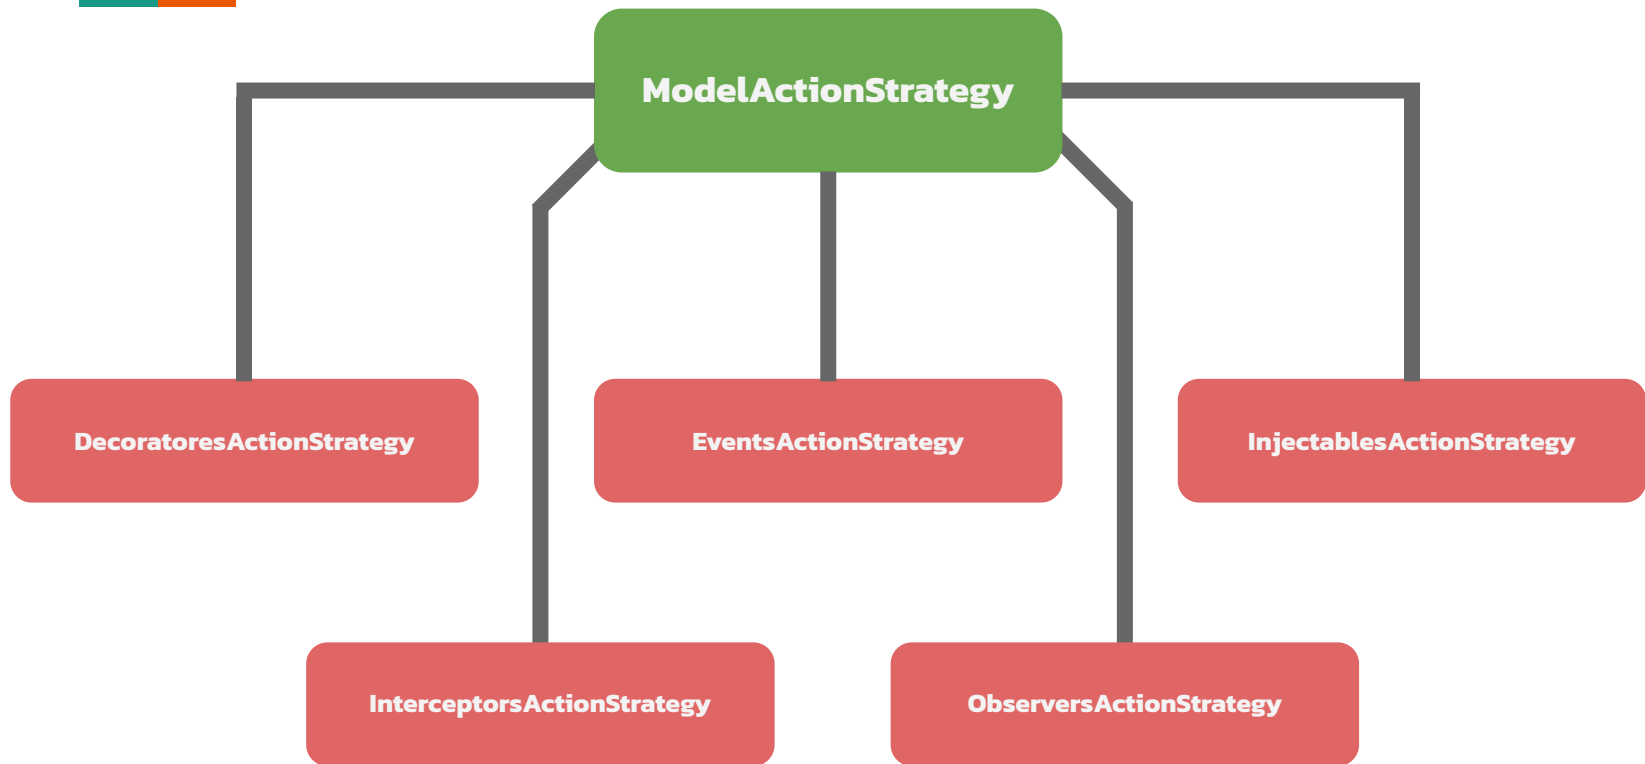 ModelActionStrategy
DecoratoresActionStrategy
EventsActionStrategy
InjectablesActionStrategy
InterceptorsActionStrategy
ObserversActionStrategy